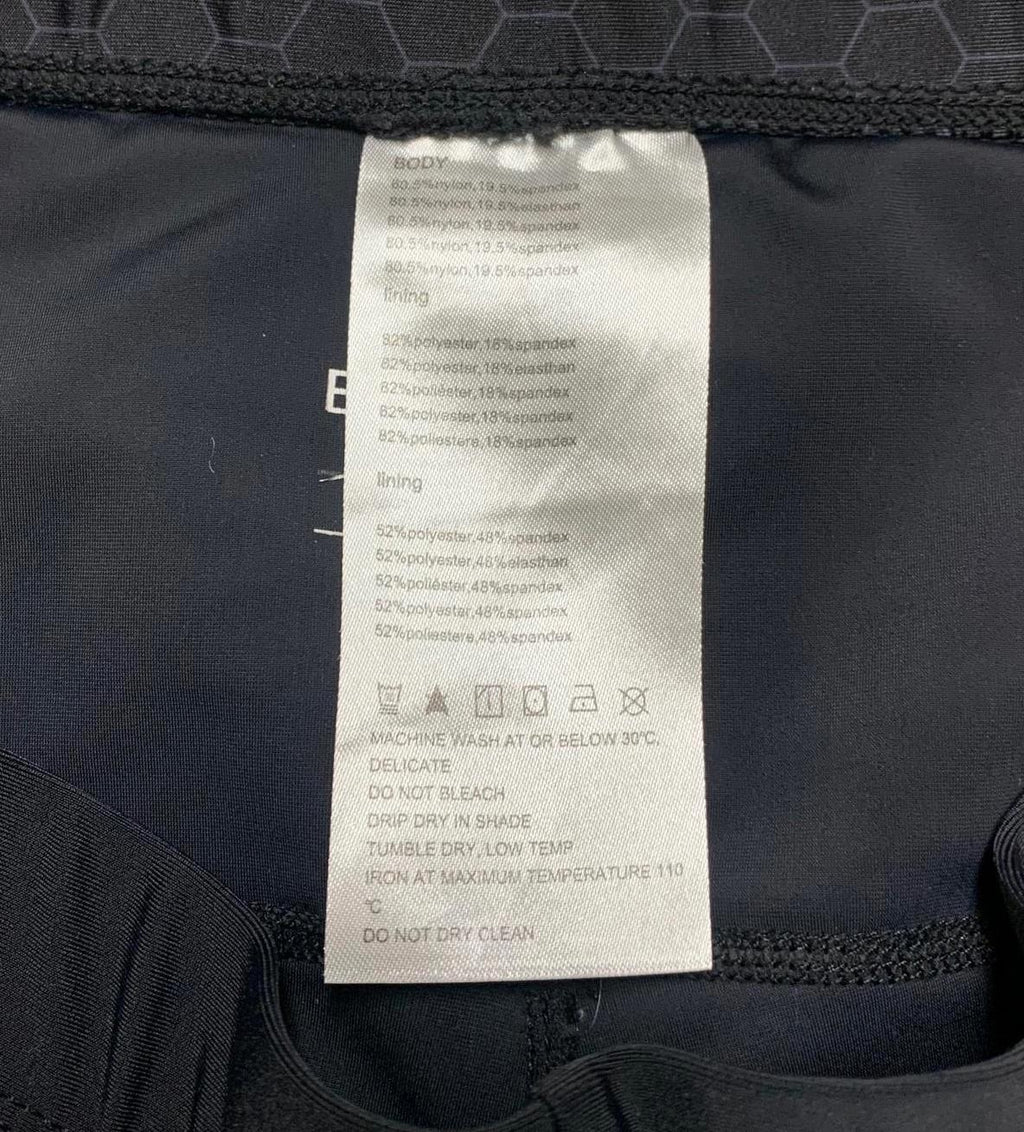 BODY
80.5%nylon,19.5%spandex
80.5%nylon,19.5%elasthan
80.5%nylon,19.5%spandex
80.5%nylon,19.5%spandex
80.5%nylon,19.5%spandex
lining
82%polyester,18%spandex
82%polyester,18%elasthan
82%poliéster,18%spandex
82%polyester,18%spandex
82%poliestere,18%spandex
lining
52%polyester,48%spandex
52%polyester,48%elasthan
52%poliéster,48%spandex
52%polyester,48%spandex
52%poliestere,48%spandex
MACHINE WASH AT OR BELOW 30°C,
DELICATE
DO NOT BLEACH
DRIP DRY IN SHADE
TUMBLE DRY, LOW TEMP
IRON AT MAXIMUM TEMPERATURE 110
°C
DO NOT DRY CLEAN